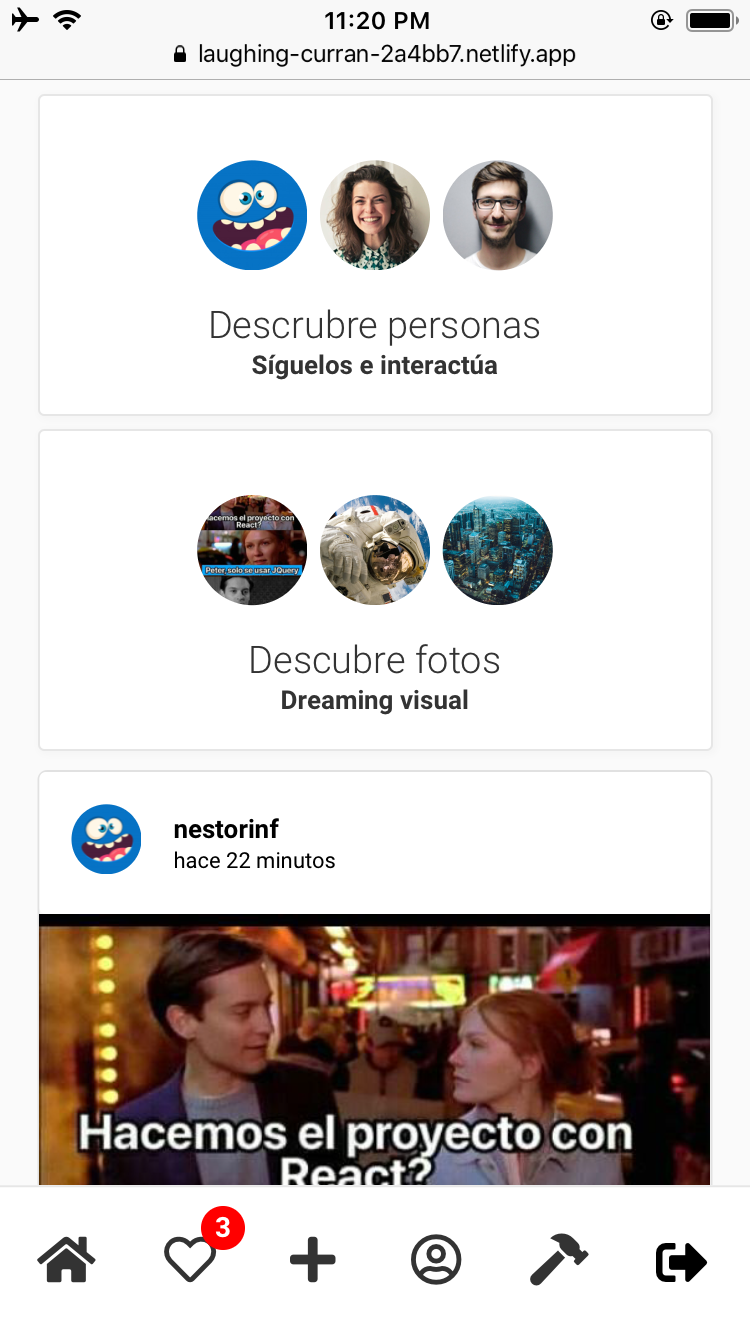 11:20 PM
laughing-curran-2a4bb7.netlify.app
Descrubre personas
Síguelos e interactúa
Hacemos el proyecto con
React?
Peter, solo se usar JQuery
Descubre fotos
Dreaming visual
nestorinf
hace 22 minutos
Hacemos el proyecto con
React?
3